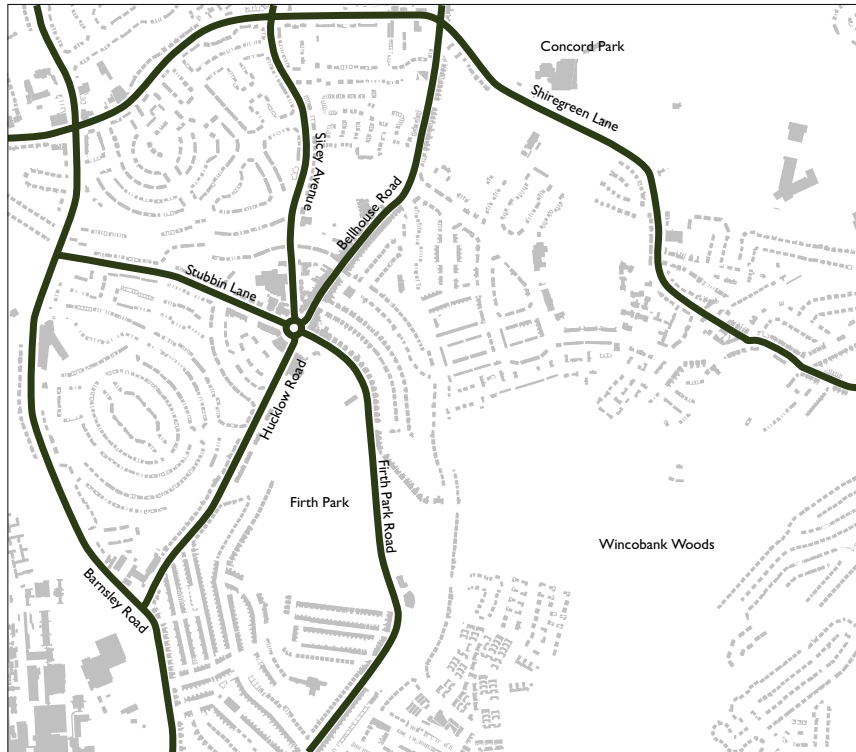 Concord Park
Shiregreen Lane
Sicey Avenue
Bellhouse Road
Stubbin Lane
Hucklow Road
Firth Park
Firth Park Road
Wincobank Woods
Barnsley Road